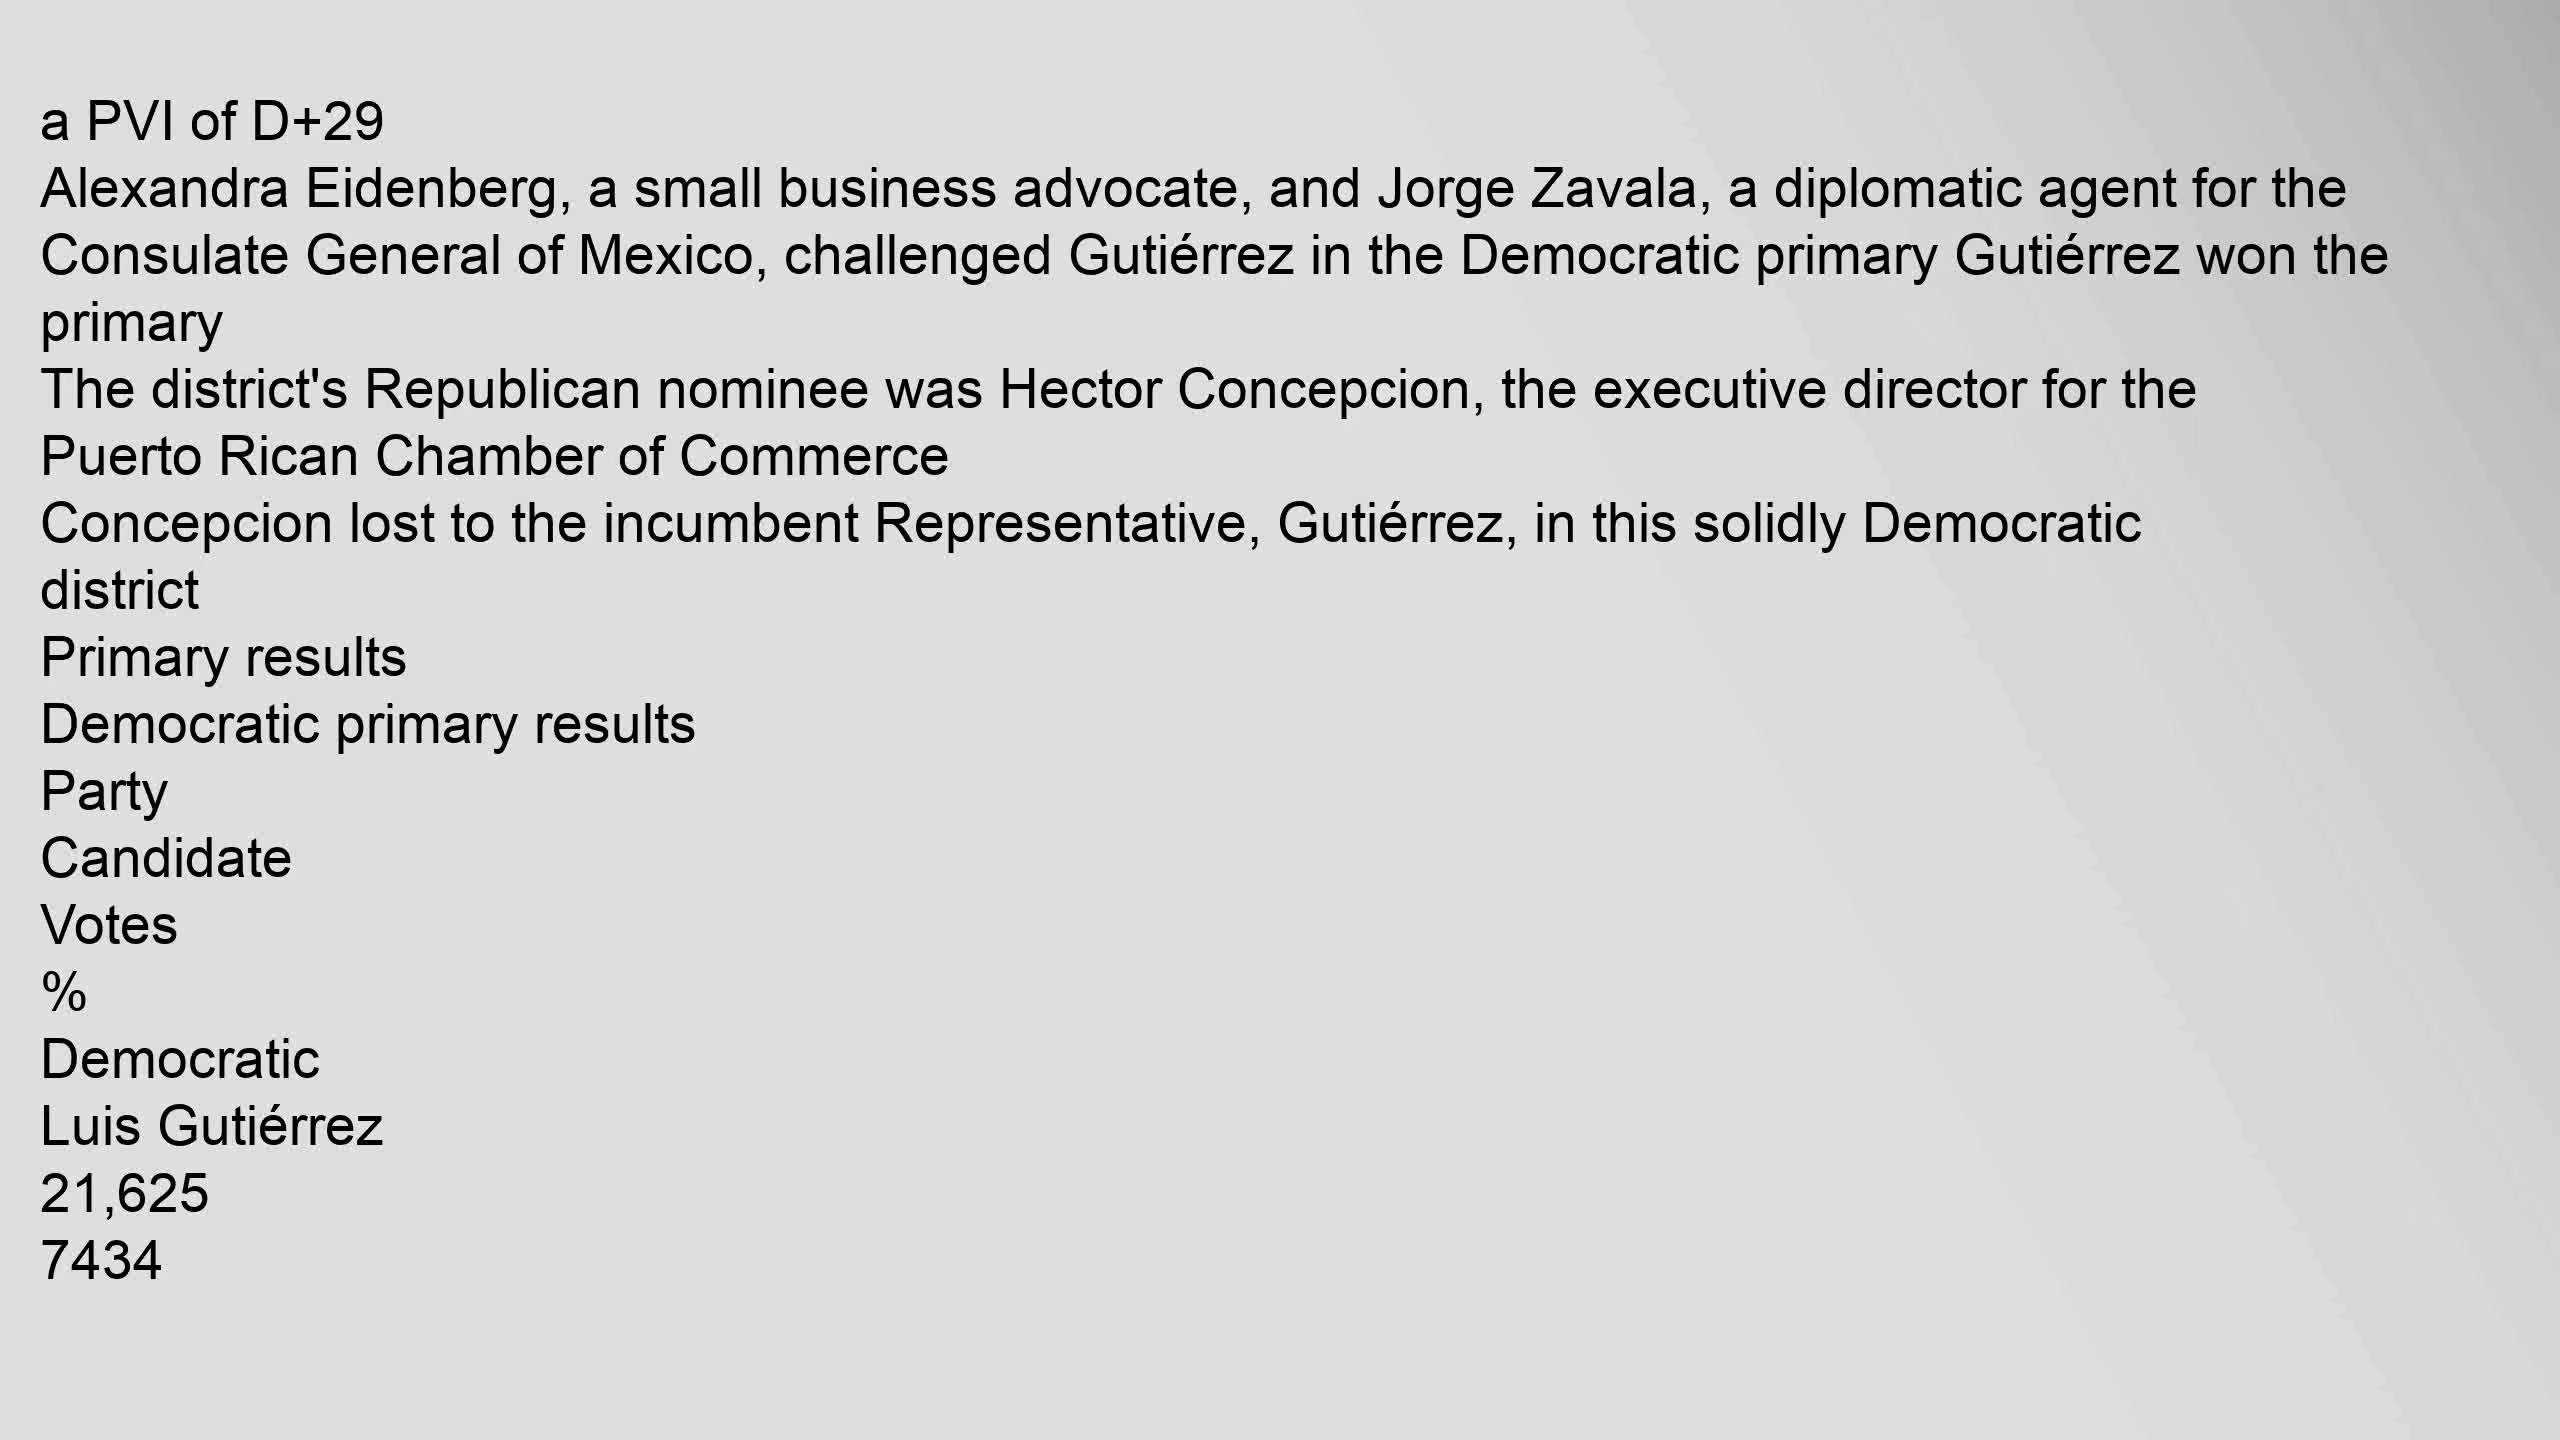 a PVI of D+29
Alexandra Eidenberg, a small business advocate, and Jorge Zavala, a diplomatic agent for the
Consulate General of Mexico, challenged Gutiérrez in the Democratic primary Gutiérrez won the
primary
The district's Republican nominee was Hector Concepcion, the executive director for the
Puerto Rican Chamber of Commerce
Concepcion lost to the incumbent Representative, Gutiérrez, in this solidly Democratic
district
Primary results
Democratic primary results
Party
Candidate
Votes
%
Democratic
Luis Gutiérrez
21,625
7434